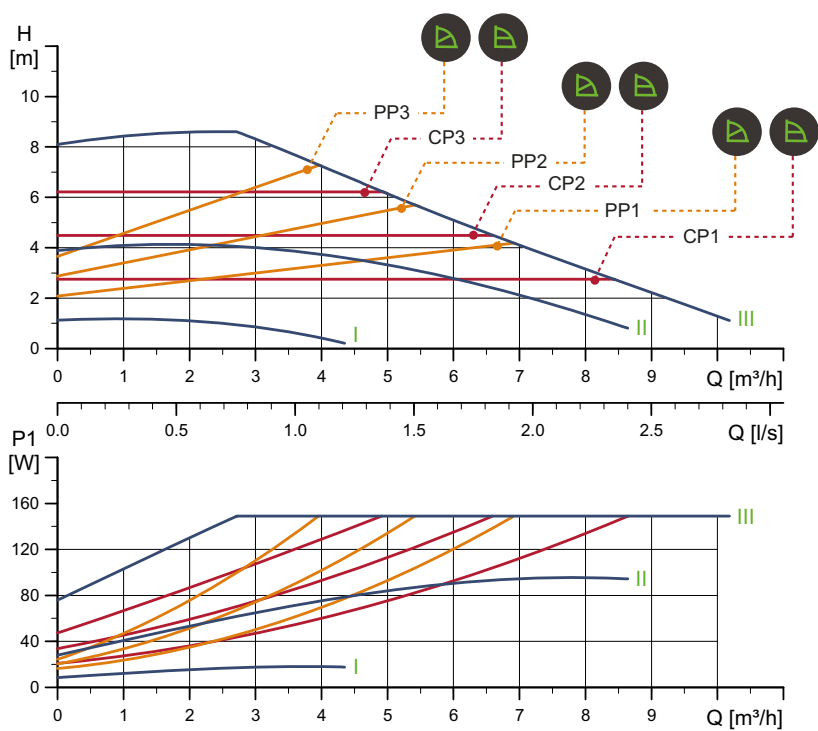 H
[m]
10
8
6
4
2
0
PP3
CP3
PP2
CP2
PP1
CP1
I
II
III
0 1 2 3 4 5 6 7 8 9 Q [m³/h]
0.0 0.5 1.0 1.5 2.0 2.5 Q [l/s]
P1
[W]
160
120
80
40
0
III
II
I
0 1 2 3 4 5 6 7 8 9 Q [m³/h]